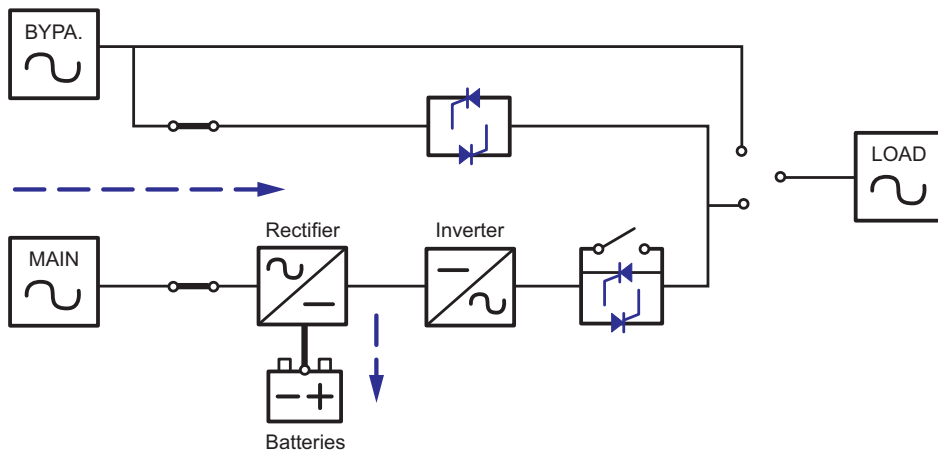 BYPA.
LOAD
MAIN
Rectifier
Inverter
Batteries